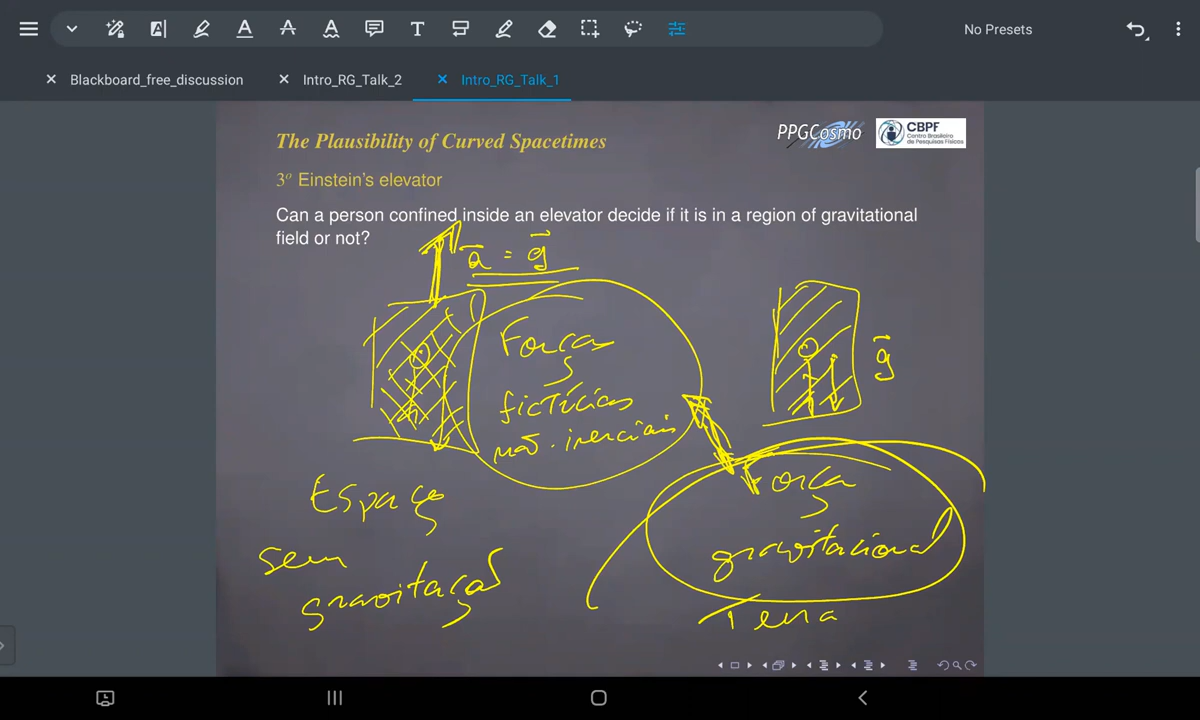 No Presets
Blackboard_free_discussion
Intro_RG_Talk_2
Intro_RG_Talk_1
The Plausibility of Curved Spacetimes
PPGCosmo
CBPF
Centro Brasileiro
de Pesquisas Físicas
3º Einstein's elevator
Can a person confined inside an elevator decide if it is in a region of gravitational
field or not?
a⃗ = g⃗
Forças
fictícias
não-inerciais
g⃗
Espaço
sem
gravitação
Força
gravitacional
Terra